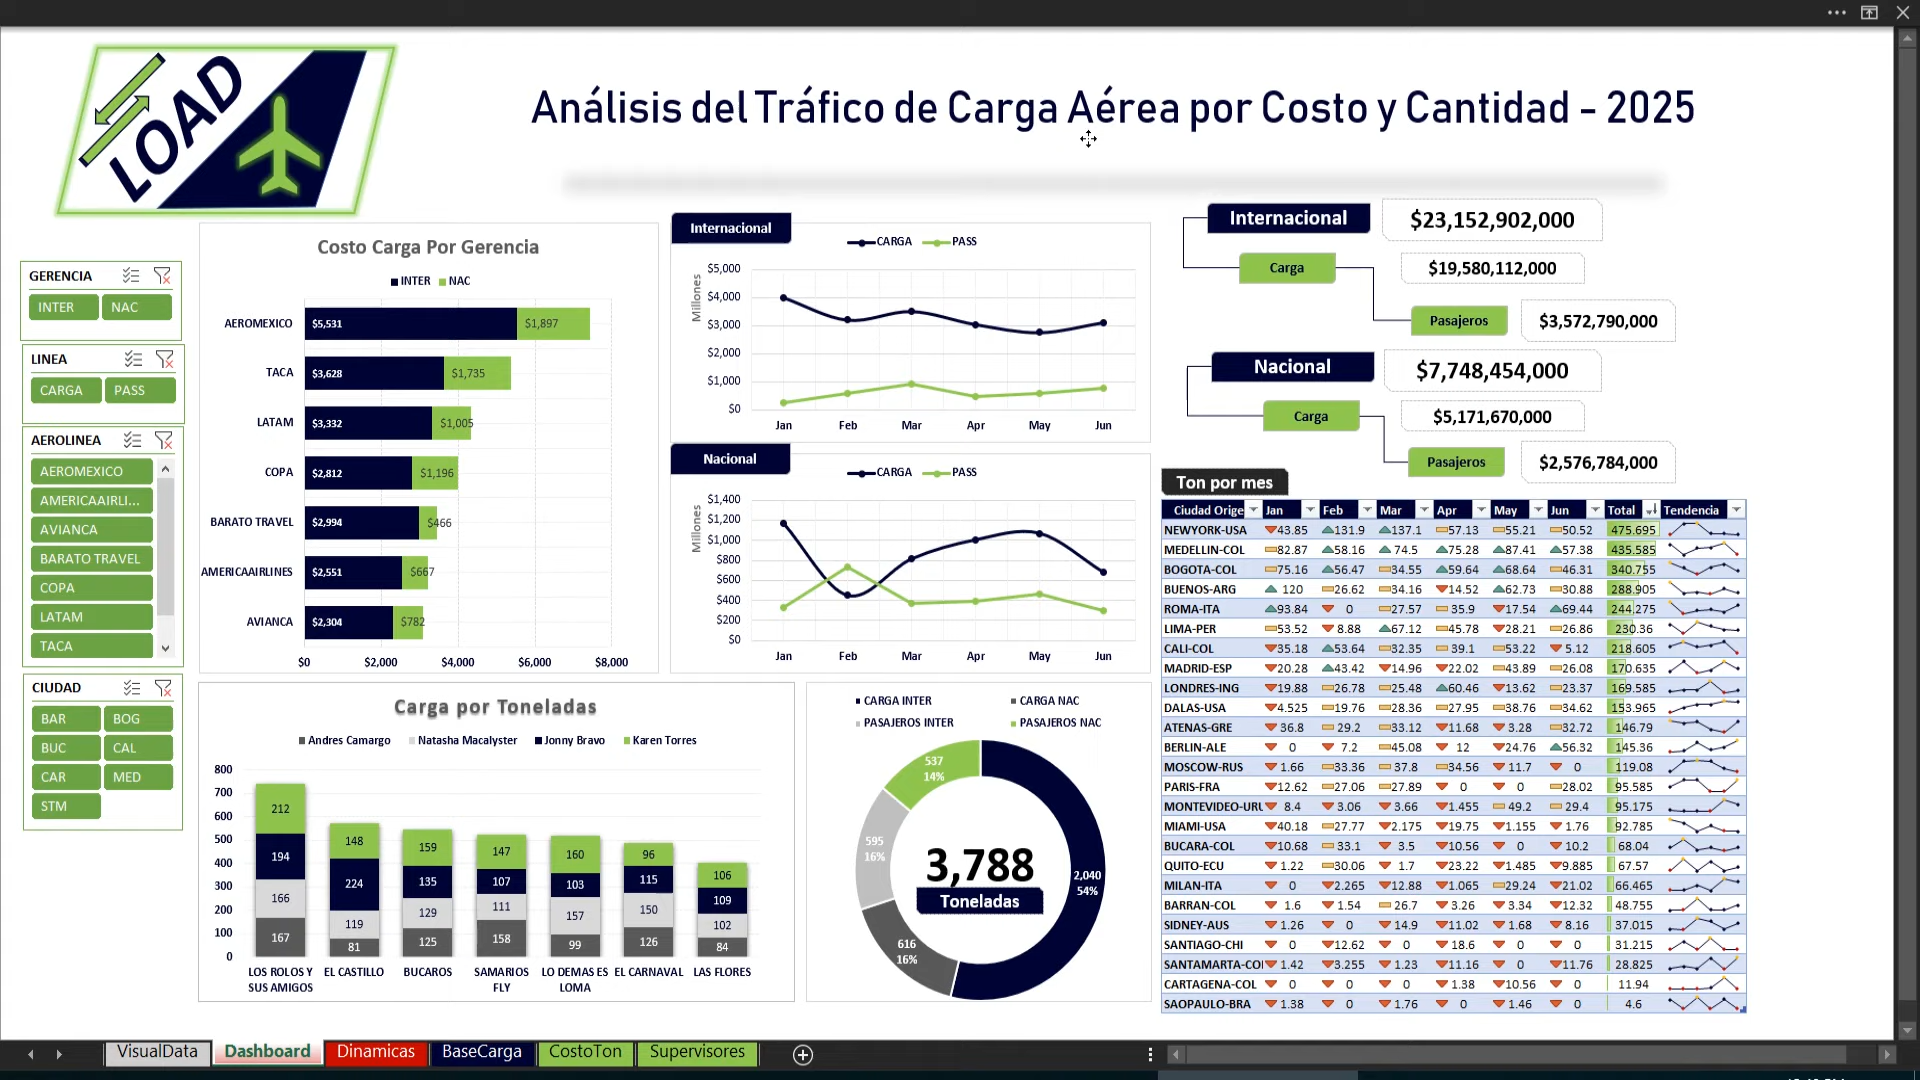 LOAD
Análisis del Tráfico de Carga Aérea por Costo y Cantidad - 2025
GERENCIA
INTER NAC
LINEA
CARGA PASS
AEROLINEA
AEROMEXICO
AMERICAAIRLI...
AVIANCA
BARATO TRAVEL
COPA
LATAM
TACA
CIUDAD
BAR BOG
BUC CAL
CAR MED
STM
Costo Carga Por Gerencia
INTER NAC
AEROMEXICO $5,531 $1,897
TACA $3,628 $1,735
LATAM $3,332 $1,005
COPA $2,812 $1,196
BARATO TRAVEL $2,994 $466
AMERICAAIRLINES $2,551 $667
AVIANCA $2,304 $782
$0 $2,000 $4,000 $6,000 $8,000
Internacional
CARGA PASS
Millones
$5,000
$4,000
$3,000
$2,000
$1,000
$0
Jan Feb Mar Apr May Jun
Nacional
CARGA PASS
Millones
$1,400
$1,200
$1,000
$800
$600
$400
$200
$0
Jan Feb Mar Apr May Jun
Internacional $23,152,902,000
Carga $19,580,112,000
Pasajeros $3,572,790,000
Nacional $7,748,454,000
Carga $5,171,670,000
Pasajeros $2,576,784,000
Carga por Toneladas
Andres Camargo Natasha Macalyster Jonny Bravo Karen Torres
800
700
600
500
400
300
200
100
0
212 148 159 147 160 96 106
194 224 135 107 103 115 109
166 119 129 111 157 150 102
167 81 125 158 99 126 84
LOS ROLOS Y EL CASTILLO BUCAROS SAMARIOS LO DEMAS ES EL CARNAVAL LAS FLORES
SUS AMIGOS FLY LOMA
CARGA INTER CARGA NAC
PASAJEROS INTER PASAJEROS NAC
537
14%
595
16%
616
16%
2,040
54%
3,788
Toneladas
Ton por mes
Ciudad Orige Jan Feb Mar Apr May Jun Total Tendencia
NEWYORK-USA 43.85 131.9 137.1 57.13 55.21 50.52 475.695
MEDELLIN-COL 82.87 58.16 74.5 75.28 87.41 57.38 435.585
BOGOTA-COL 75.16 56.47 34.55 59.64 68.64 46.31 340.755
BUENOS-ARG 120 26.62 34.16 14.52 62.73 30.88 288.905
ROMA-ITA 93.84 0 27.57 35.9 17.54 69.44 244.275
LIMA-PER 53.52 8.88 67.12 45.78 28.21 26.86 230.36
CALI-COL 35.18 53.64 32.35 39.1 53.22 5.12 218.605
MADRID-ESP 20.28 43.42 14.96 22.02 43.89 26.08 170.635
LONDRES-ING 19.88 26.78 25.48 60.46 13.62 23.37 169.585
DALAS-USA 4.525 19.76 28.36 27.95 38.76 34.62 153.965
ATENAS-GRE 36.8 29.2 33.12 11.68 3.28 32.72 146.79
BERLIN-ALE 0 7.2 45.08 12 24.76 56.32 145.36
MOSCOW-RUS 1.66 33.36 37.8 34.56 11.7 0 119.08
PARIS-FRA 12.62 27.06 27.89 0 0 28.02 95.585
MONTEVIDEO-URU 8.4 3.06 3.66 1.455 49.2 29.4 95.175
MIAMI-USA 40.18 27.77 2.175 19.75 1.155 1.76 92.785
BUCARA-COL 10.68 33.1 3.5 10.56 0 10.2 68.04
QUITO-ECU 1.22 30.06 1.7 23.22 1.485 9.885 67.57
MILAN-ITA 0 2.265 12.88 1.065 29.24 21.02 66.465
BARRAN-COL 1.6 1.54 26.7 3.26 3.34 12.32 48.755
SIDNEY-AUS 1.26 0 14.9 11.02 1.68 8.16 37.015
SANTIAGO-CHI 0 12.62 0 18.6 0 0 31.215
SANTAMARTA-COL 1.42 3.255 1.23 11.16 0 11.76 28.825
CARTAGENA-COL 0 0 0 1.38 10.56 0 11.94
SAOPAULO-BRA 1.38 0 1.76 0 1.46 0 4.6
VisualData Dashboard Dinamicas BaseCarga CostoTon Supervisores